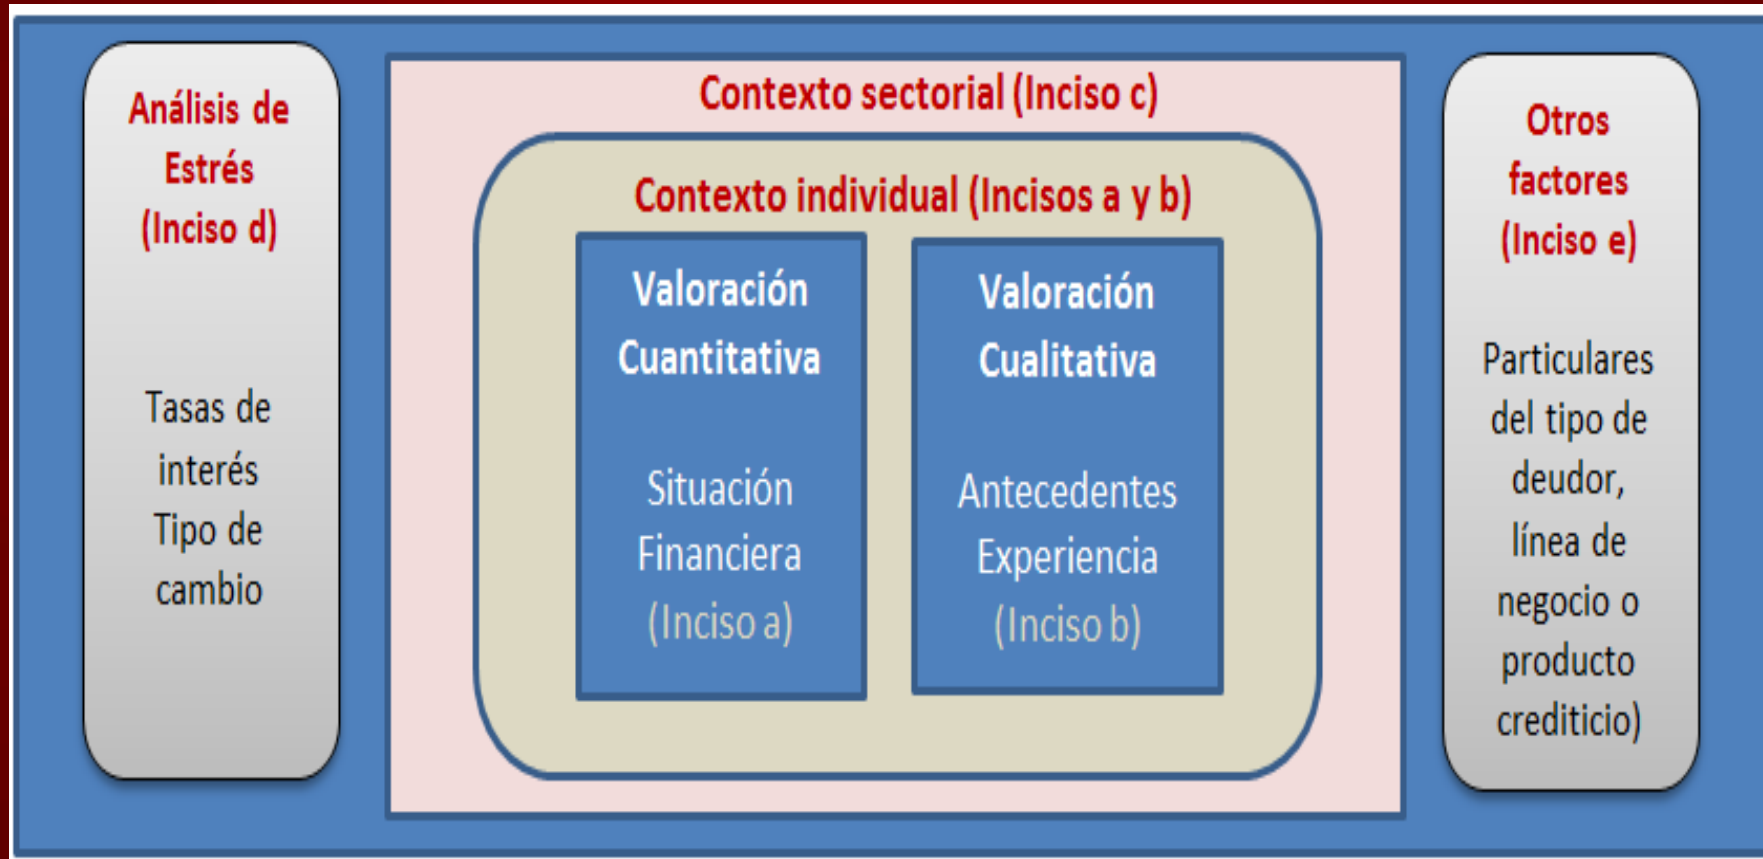 Análisis de
Estrés
(Inciso d)
Tasas de
interés
Tipo de
cambio
Contexto sectorial (Inciso c)
Contexto individual (Incisos a y b)
Valoración
Cuantitativa
Situación
Financiera
(Inciso a)
Valoración
Cualitativa
Antecedentes
Experiencia
(Inciso b)
Otros
factores
(Inciso e)
Particulares
del tipo de
deudor,
línea de
negocio o
producto
crediticio)